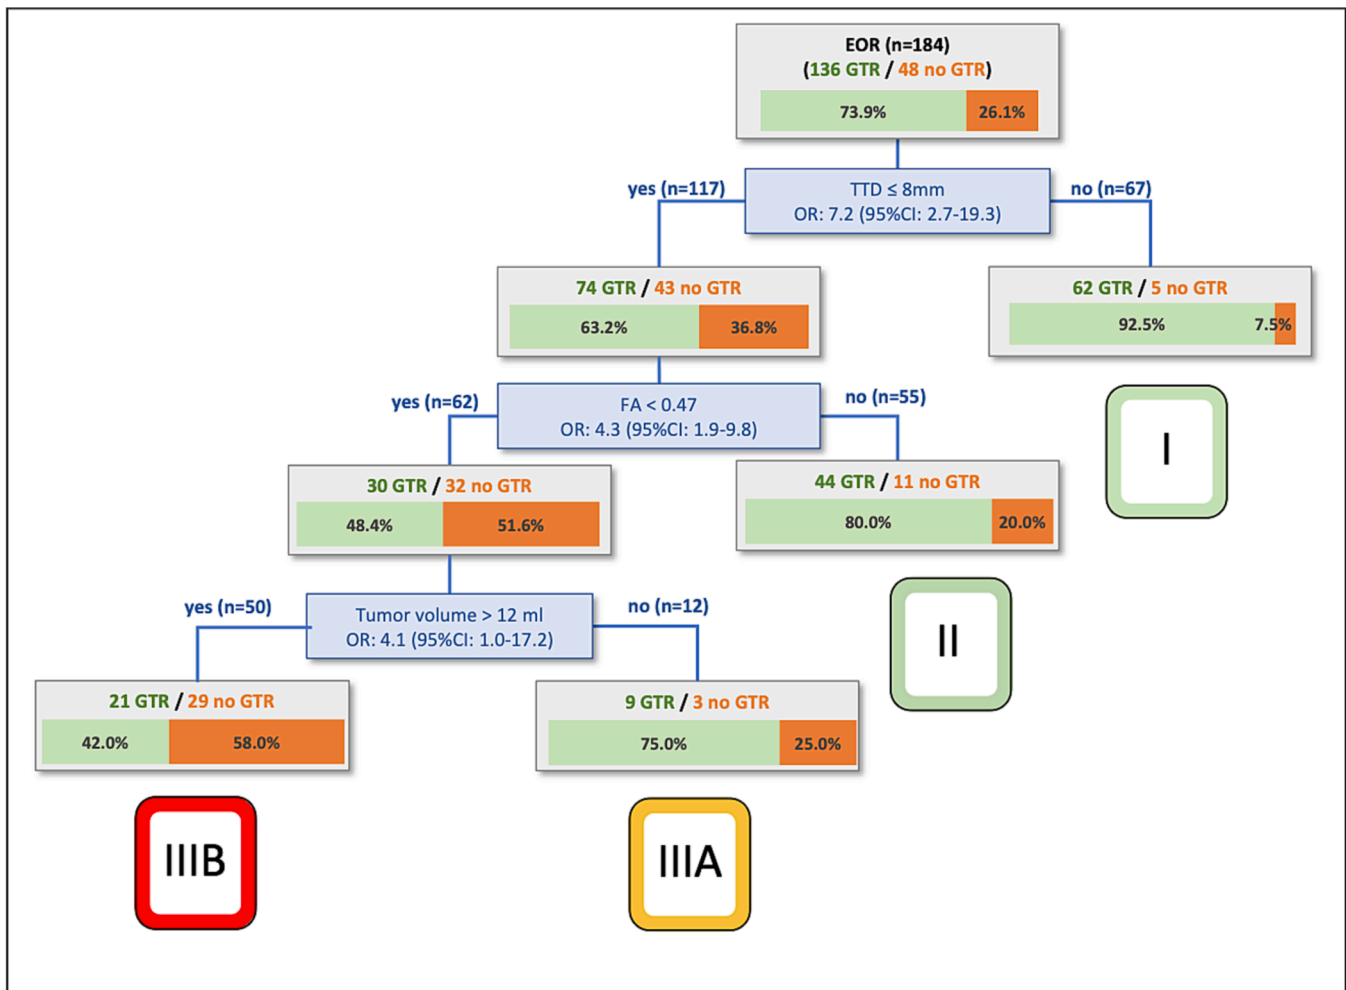 EOR (n=184)
(136 GTR / 48 no GTR)
73.9% 26.1%
yes (n=117)
TTD ≤ 8mm
OR: 7.2 (95%CI: 2.7-19.3)
no (n=67)
74 GTR / 43 no GTR
63.2% 36.8%
62 GTR / 5 no GTR
92.5% 7.5%
yes (n=62)
FA < 0.47
OR: 4.3 (95%CI: 1.9-9.8)
no (n=55)
I
30 GTR / 32 no GTR
48.4% 51.6%
44 GTR / 11 no GTR
80.0% 20.0%
yes (n=50)
Tumor volume > 12 ml
OR: 4.1 (95%CI: 1.0-17.2)
no (n=12)
II
21 GTR / 29 no GTR
42.0% 58.0%
9 GTR / 3 no GTR
75.0% 25.0%
IIIB
IIIA